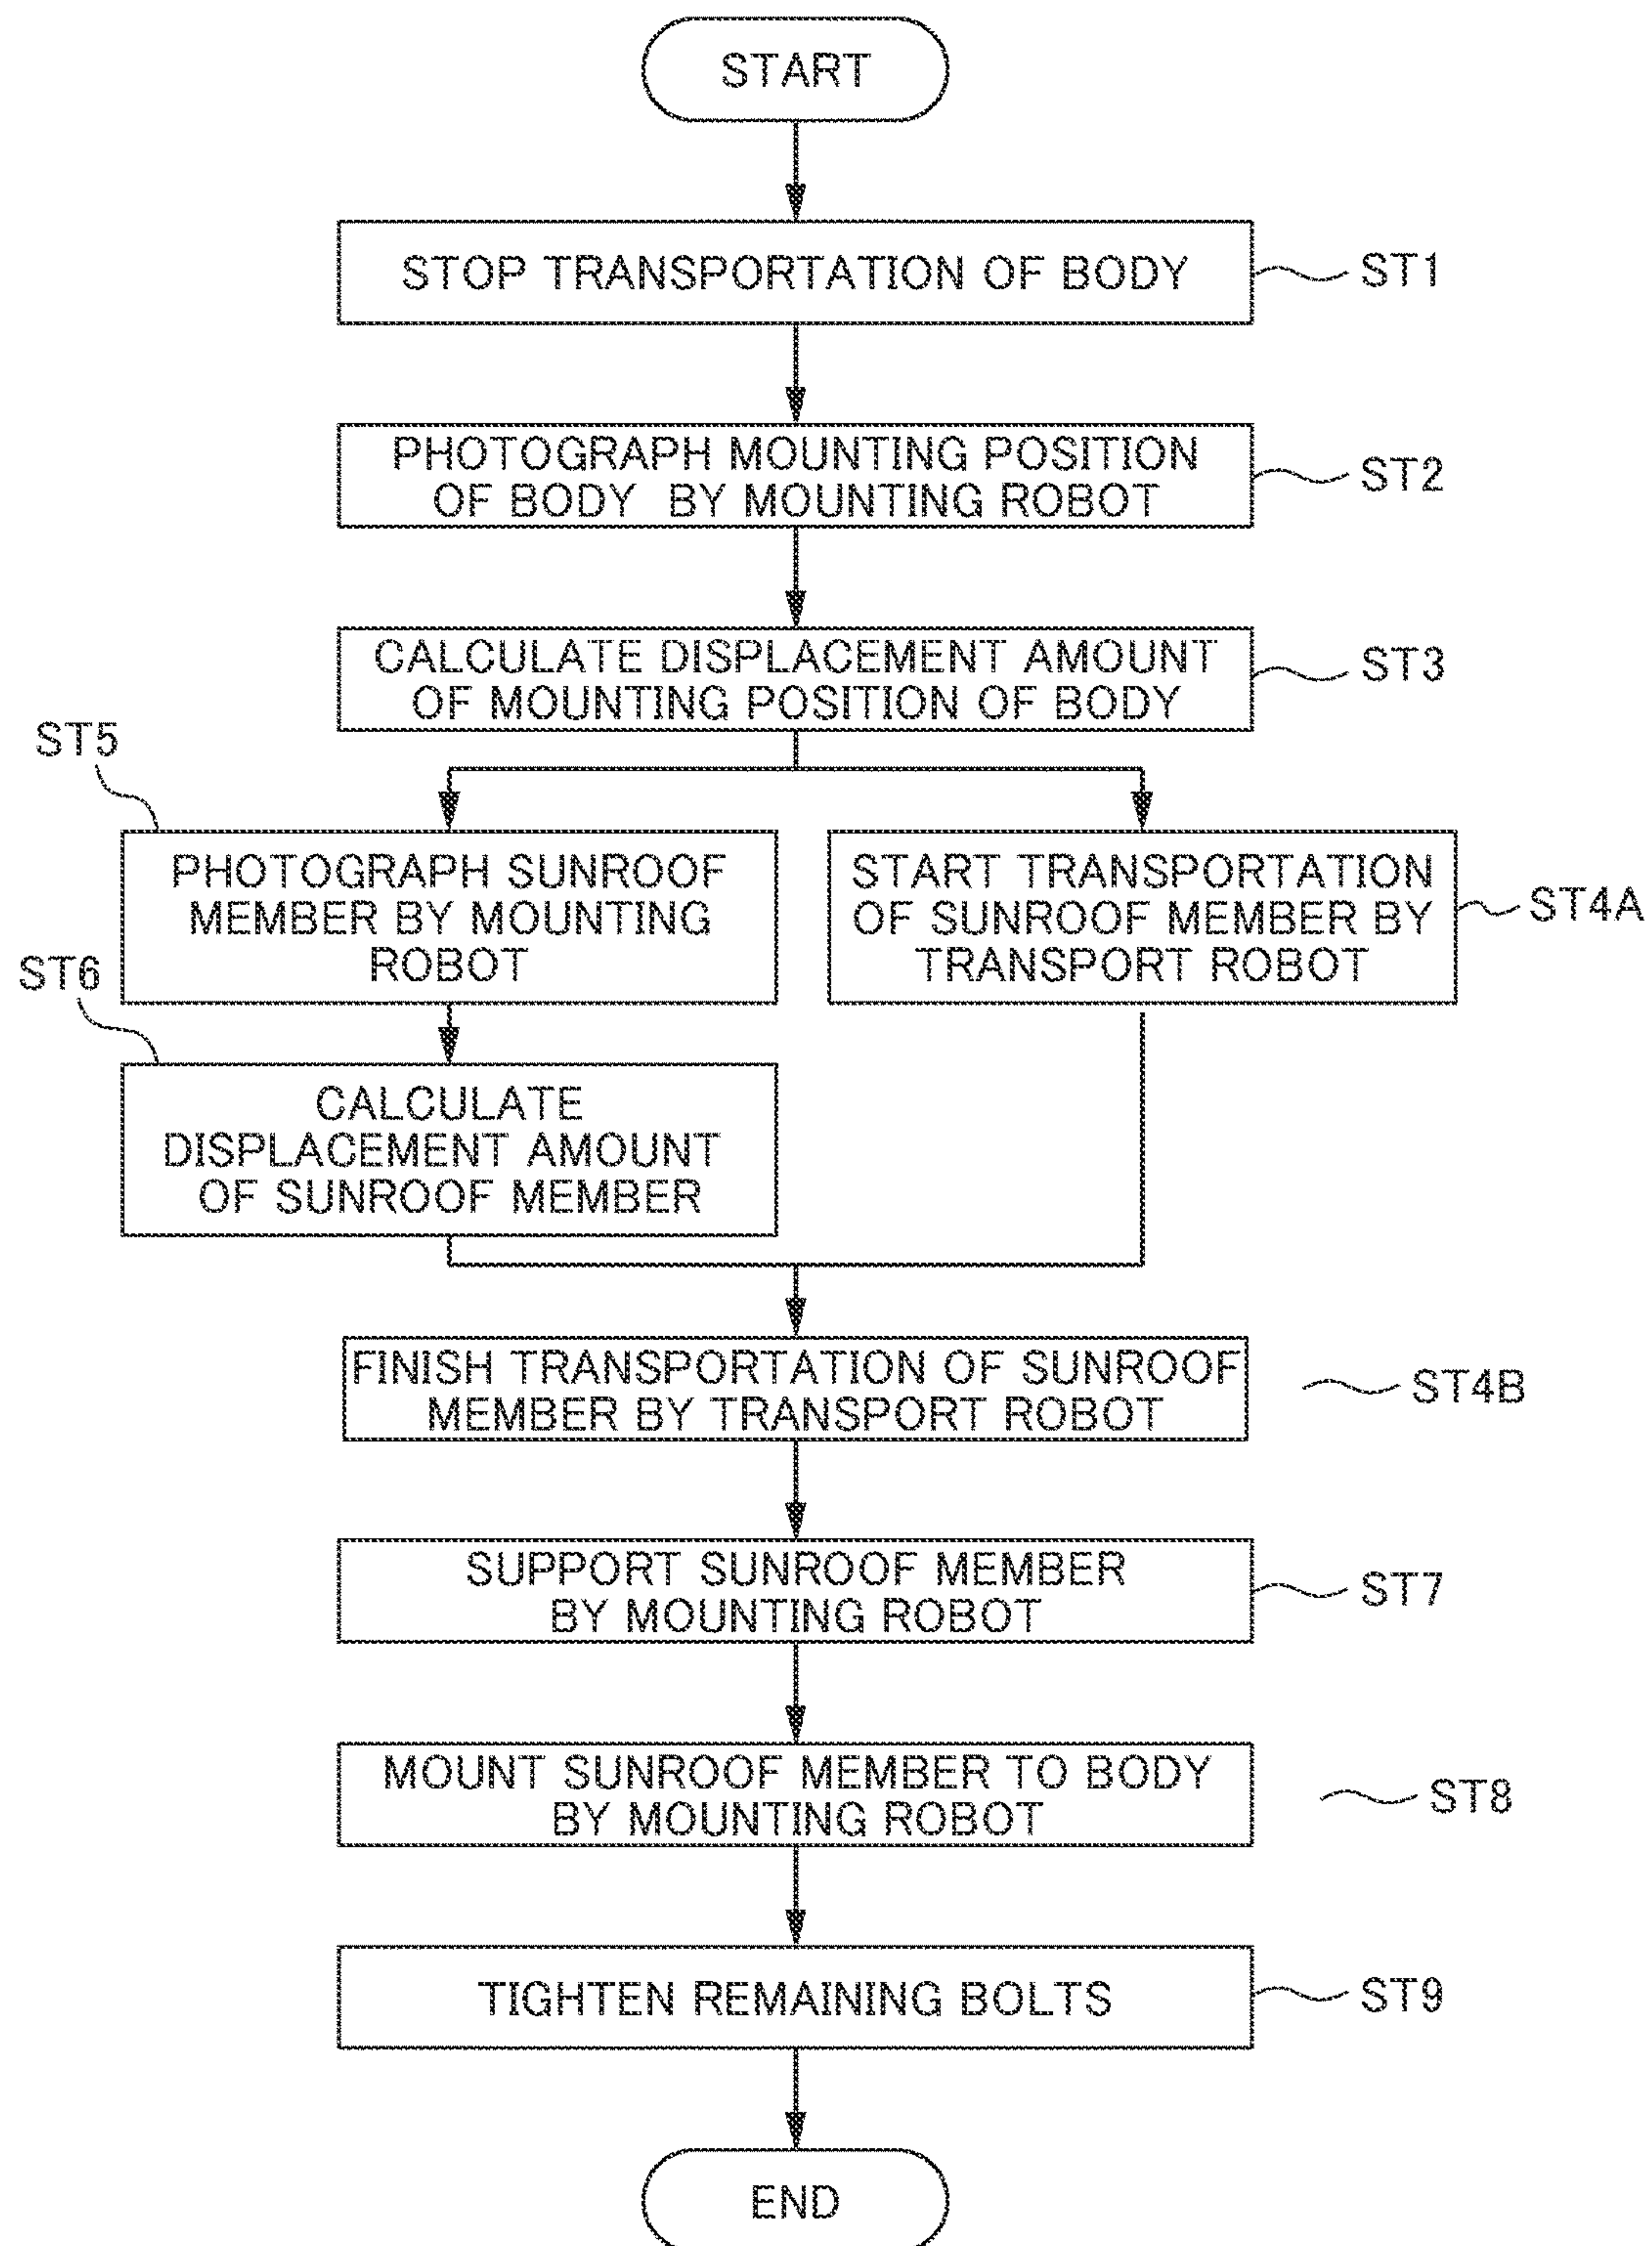 START
STOP TRANSPORTATION OF BODY
ST1
PHOTOGRAPH MOUNTING POSITION
OF BODY BY MOUNTING ROBOT
ST2
CALCULATE DISPLACEMENT AMOUNT
OF MOUNTING POSITION OF BODY
ST3
ST5
PHOTOGRAPH SUNROOF
MEMBER BY MOUNTING
ROBOT
START TRANSPORTATION
OF SUNROOF MEMBER BY
TRANSPORT ROBOT
ST4A
ST6
CALCULATE
DISPLACEMENT AMOUNT
OF SUNROOF MEMBER
FINISH TRANSPORTATION OF SUNROOF
MEMBER BY TRANSPORT ROBOT
ST4B
SUPPORT SUNROOF MEMBER
BY MOUNTING ROBOT
ST7
MOUNT SUNROOF MEMBER TO BODY
BY MOUNTING ROBOT
ST8
TIGHTEN REMAINING BOLTS
ST9
END